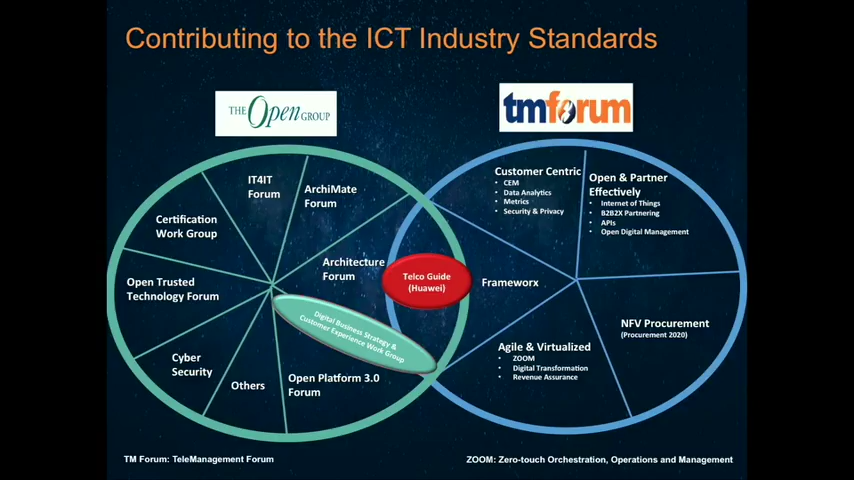 Contributing to the ICT Industry Standards
THE Open GROUP
tmforum
IT4IT
Forum
ArchiMate
Forum
Certification
Work Group
Architecture
Forum
Open Trusted
Technology Forum
Digital Business Strategy &
Customer Experience Work Group
Cyber
Security
Others
Open Platform 3.0
Forum
Telco Guide
(Huawei)
Customer Centric
• CEM
• Data Analytics
• Metrics
• Security & Privacy
Open & Partner
Effectively
• Internet of Things
• B2B2X Partnering
• APIs
• Open Digital Management
Frameworx
NFV Procurement
(Procurement 2020)
Agile & Virtualized
• ZOOM
• Digital Transformation
• Revenue Assurance
TM Forum: TeleManagement Forum
ZOOM: Zero-touch Orchestration, Operations and Management